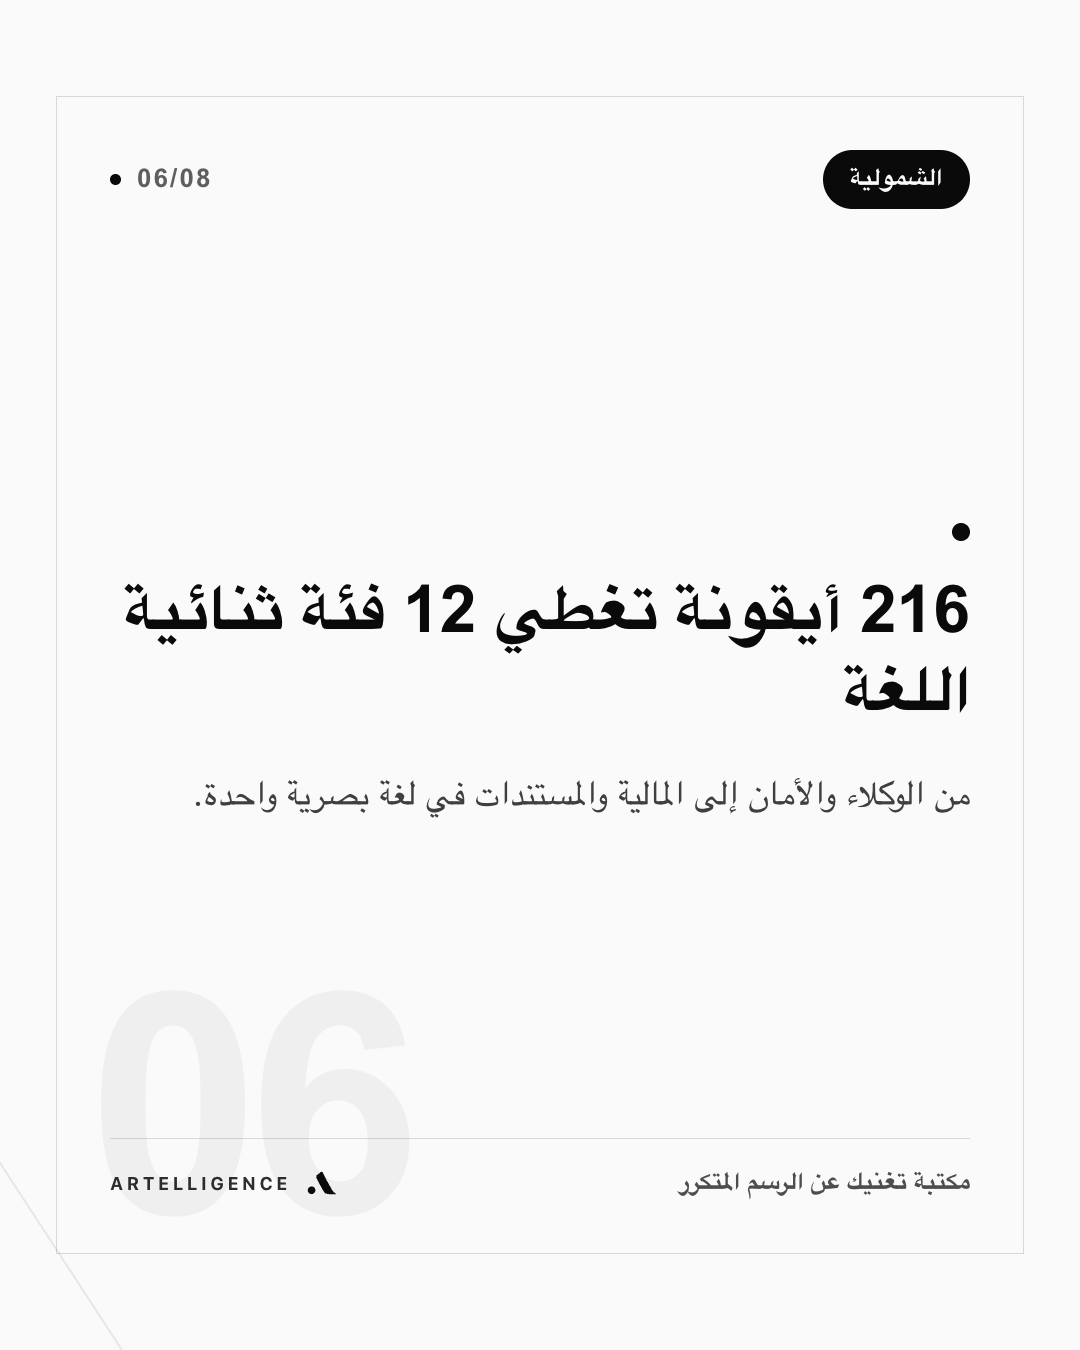 الشمولية
06/08
216 أيقونة تغطي 12 فئة ثنائية
اللغة
من الوكلاء والأمان إلى المالية والمستندات في لغة بصرية واحدة.
06
مكتبة تغنيك عن الرسم المتكرر
ARTELLIGENCE